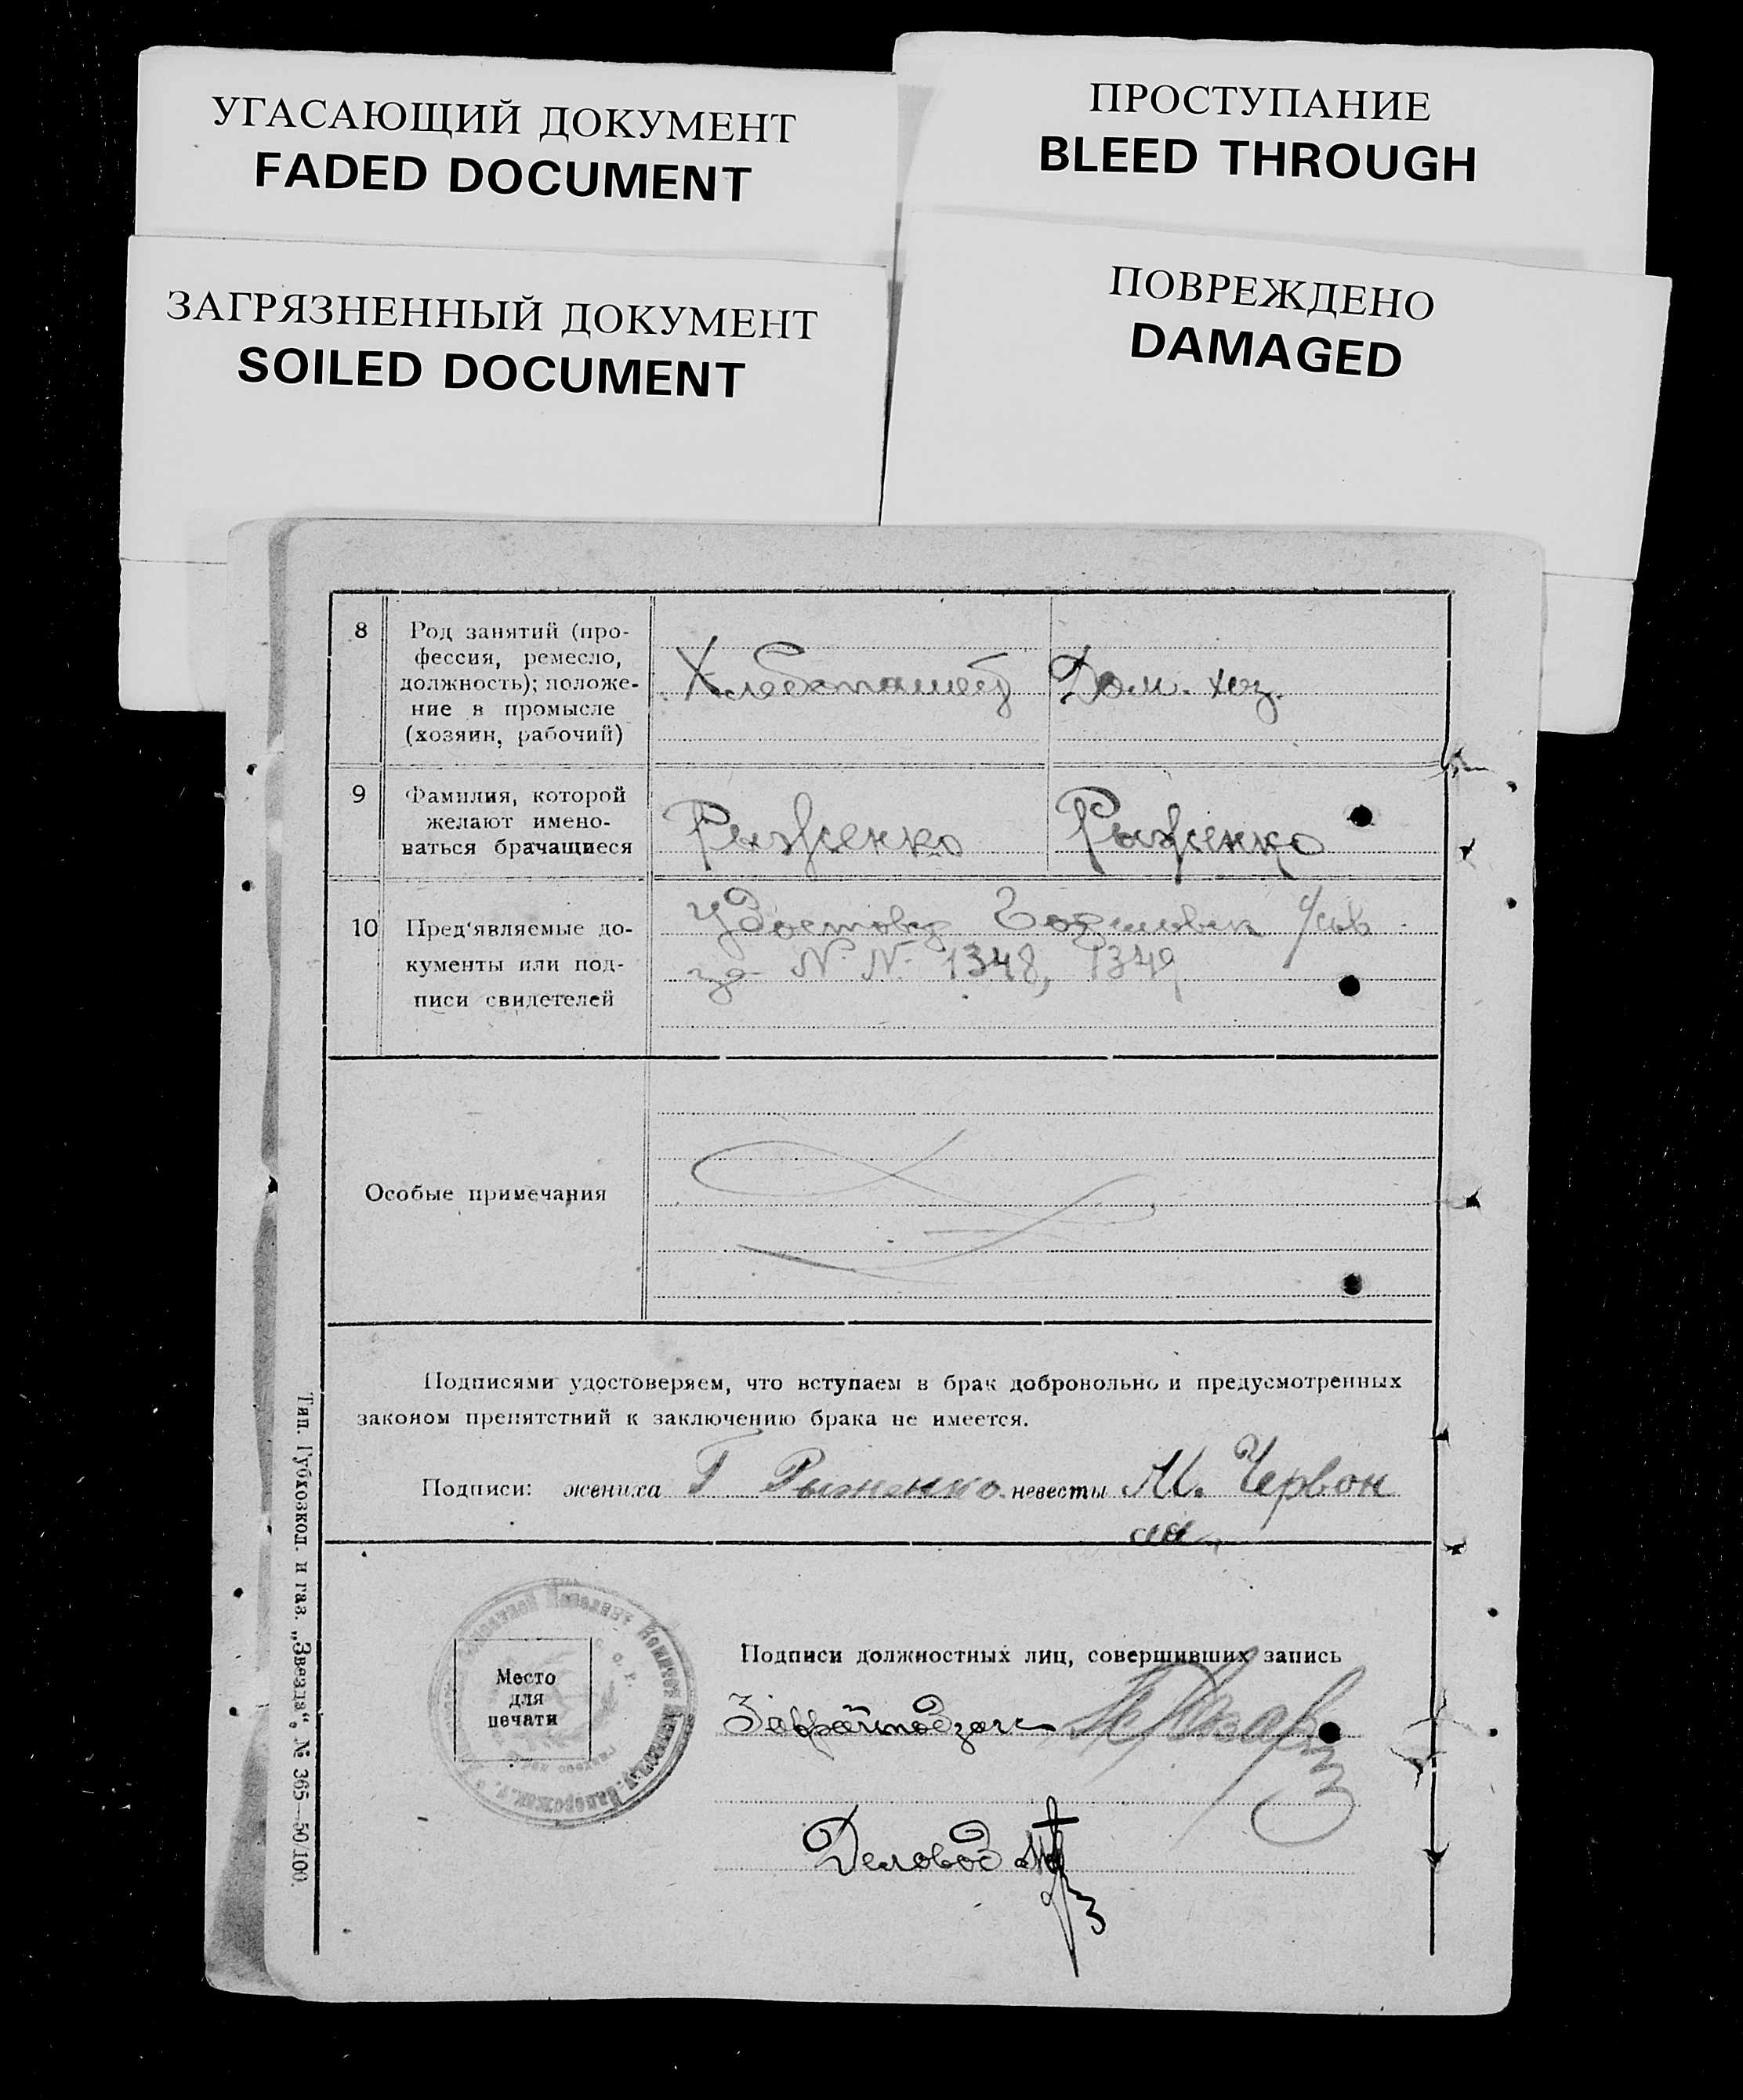 УГАСАЮЩИЙ ДОКУМЕНТ
FADED DOCUMENT
ПРОСТУПАНИЕ
BLEED THROUGH
ЗАГРЯЗНЕННЫЙ ДОКУМЕНТ
SOILED DOCUMENT
ПОВРЕЖДЕНО
DAMAGED
8
Род занятий (про-
фессия, ремесло,
должность); положе-
ние в промысле
(хозяин, рабочий)
Хлебопашец
Дом. хоз.
9
Фамилия, которой
желают имено-
ваться брачащиеся
Рыженко
Рыженко
10
Пред'являемые до-
кументы или под-
писи свидетелей
Удостовер
за N. N. 1348, 1349
Особые примечания
Подписями удостоверяем, что вступаем в брак добровольно и предусмотренных
законом препятствий к заключению брака не имеется.
Подписи: жениха Г Рыженко невесты М. Червон
ая
Место
для
печати
Подписи должностных лиц, совершивших запись
Деловод
Тип. Губкожкол. и газ. „Звезда“, № 365—50/100.